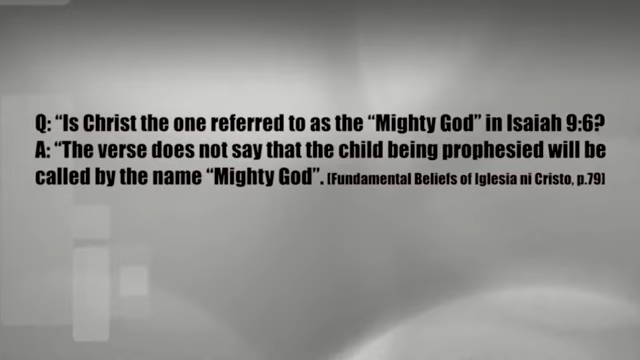 Q: “Is Christ the one referred to as the “Mighty God” in Isaiah 9:6?
A: “The verse does not say that the child being prophesied will be
called by the name “Mighty God”. [Fundamental Beliefs of Iglesia ni Cristo, p.79]